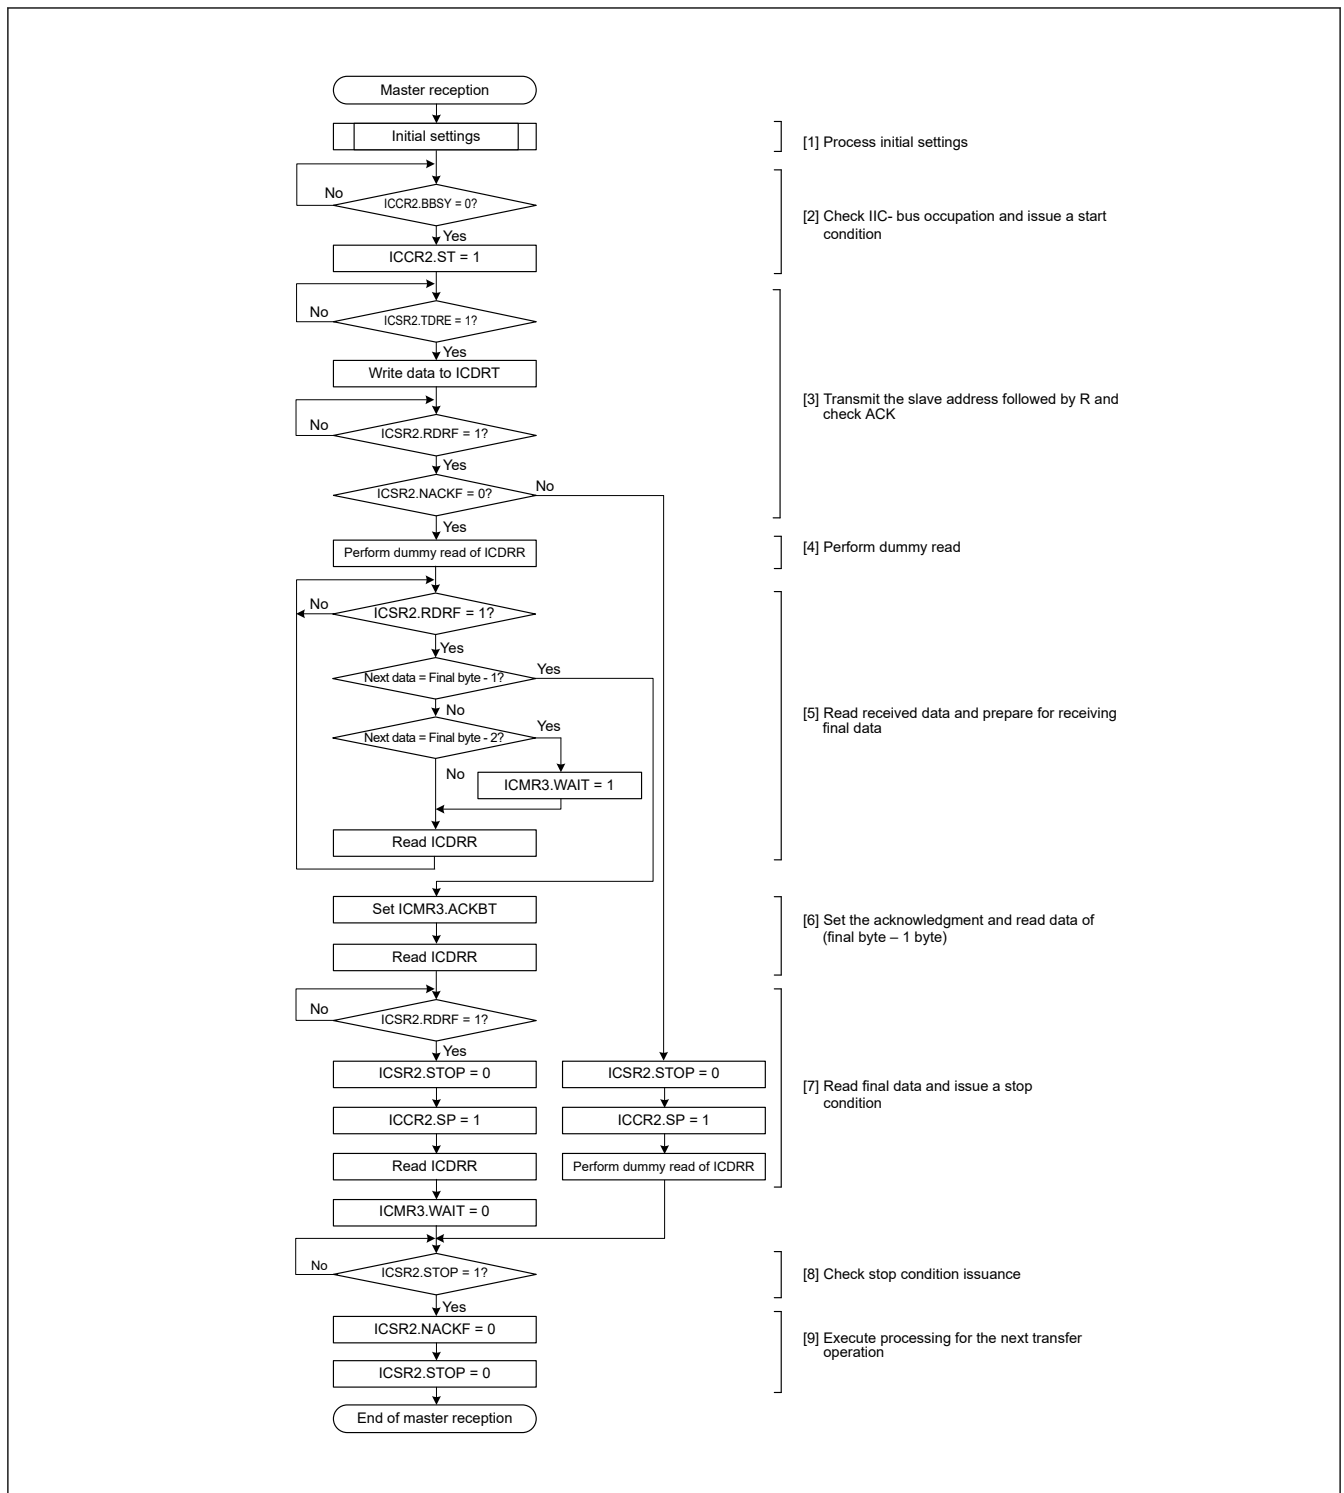 Master reception
Initial settings
[1] Process initial settings
No
ICCR2.BBSY = 0?
[2] Check IIC- bus occupation and issue a start
condition
Yes
ICCR2.ST = 1
No
ICSR2.TDRE = 1?
Yes
Write data to ICDRT
[3] Transmit the slave address followed by R and
check ACK
No
ICSR2.RDRF = 1?
Yes
ICSR2.NACKF = 0?
No
Yes
Perform dummy read of ICDRR
[4] Perform dummy read
No
ICSR2.RDRF = 1?
Yes
Next data = Final byte - 1?
Yes
No
Next data = Final byte - 2?
Yes
[5] Read received data and prepare for receiving
final data
No
ICMR3.WAIT = 1
Read ICDRR
Set ICMR3.ACKBT
[6] Set the acknowledgment and read data of
(final byte – 1 byte)
Read ICDRR
No
ICSR2.RDRF = 1?
Yes
ICSR2.STOP = 0
ICSR2.STOP = 0
[7] Read final data and issue a stop
condition
ICCR2.SP = 1
ICCR2.SP = 1
Read ICDRR
Perform dummy read of ICDRR
ICMR3.WAIT = 0
No
ICSR2.STOP = 1?
[8] Check stop condition issuance
Yes
ICSR2.NACKF = 0
[9] Execute processing for the next transfer
operation
ICSR2.STOP = 0
End of master reception